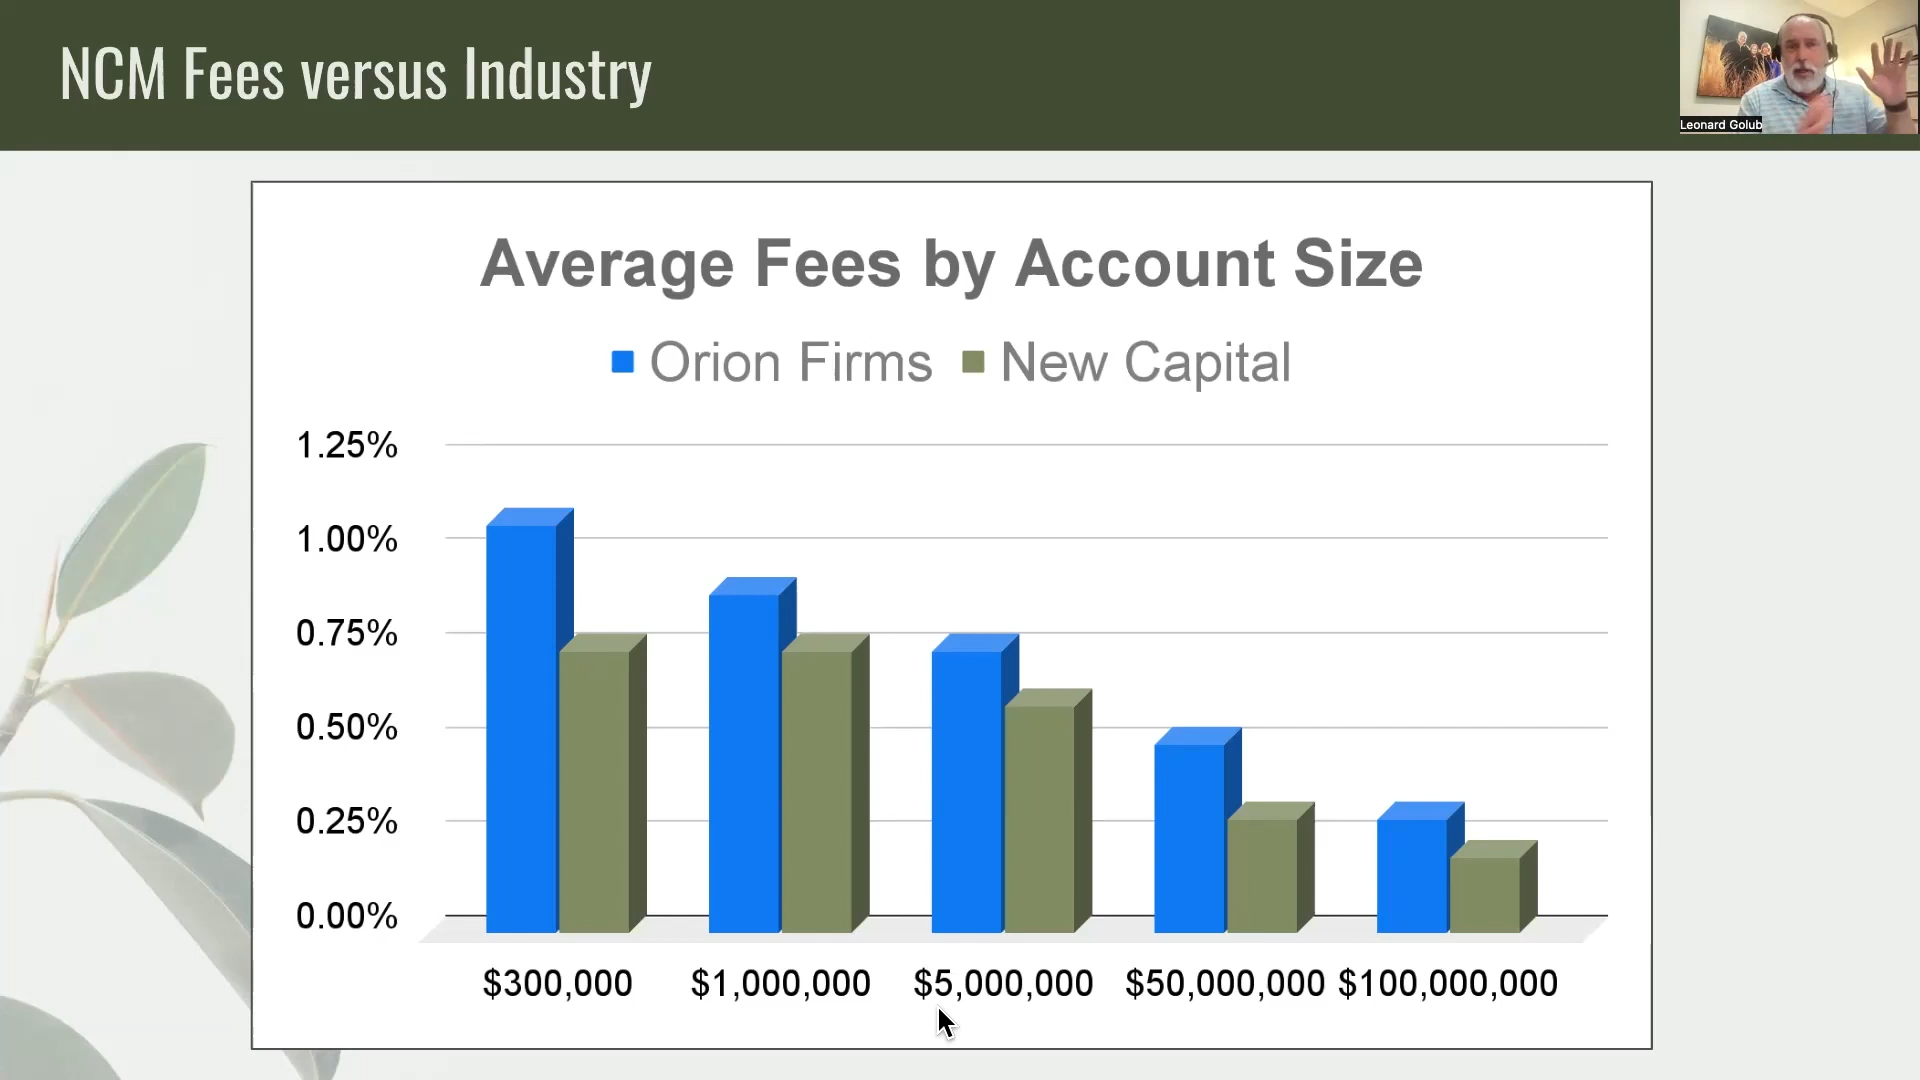 NCM Fees versus Industry
Leonard Golub
Average Fees by Account Size
Orion Firms New Capital
1.25%
1.00%
0.75%
0.50%
0.25%
0.00%
$300,000 $1,000,000 $5,000,000 $50,000,000 $100,000,000